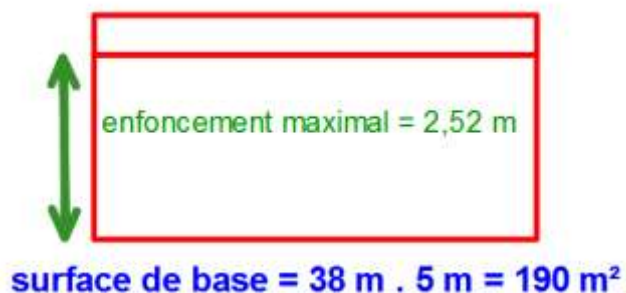 enfoncement maximal = 2,52 m
surface de base = 38 m . 5 m = 190 m²